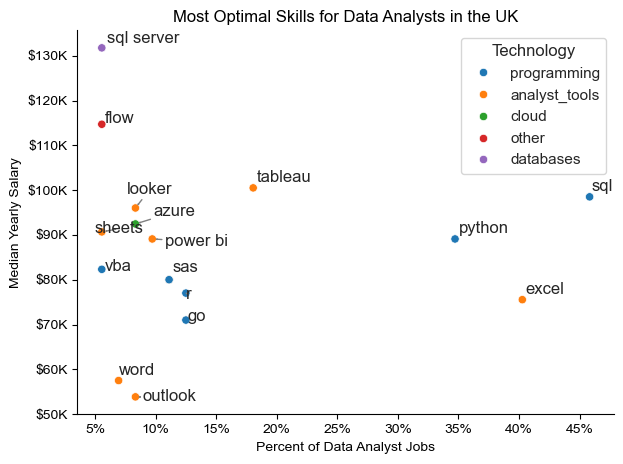 Most Optimal Skills for Data Analysts in the UK
Median Yearly Salary
$130K
$120K
$110K
$100K
$90K
$80K
$70K
$60K
$50K
sql server
flow
looker
azure
sheets
power bi
vba
sas
r
go
word
outlook
tableau
python
sql
excel
Technology
programming
analyst_tools
cloud
other
databases
5%
10%
15%
20%
25%
30%
35%
40%
45%
Percent of Data Analyst Jobs